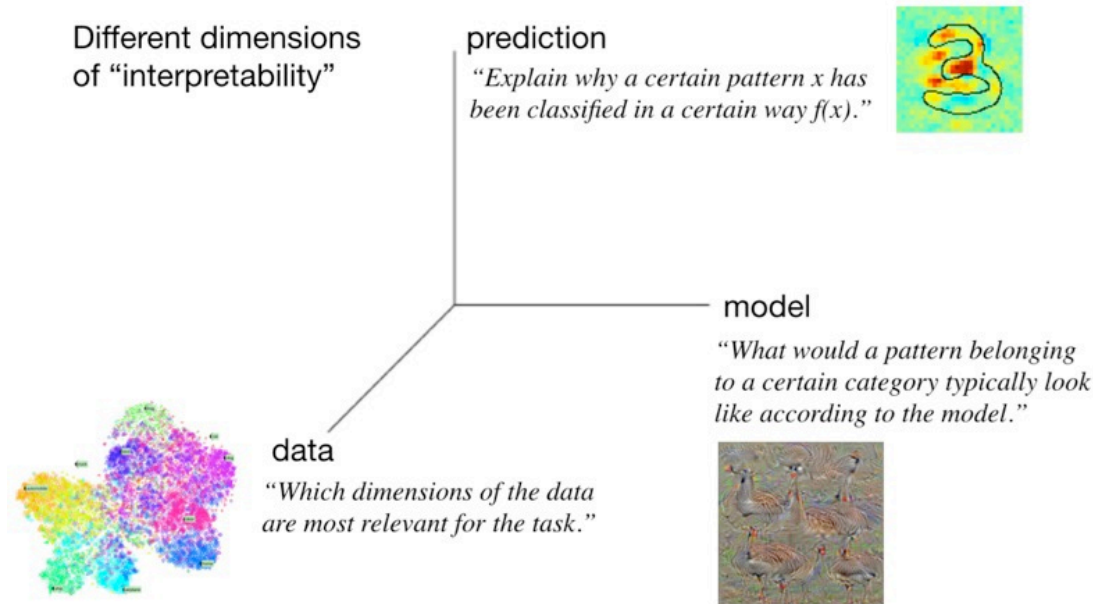 Different dimensions
of “interpretability”
prediction
“Explain why a certain pattern x has
been classified in a certain way f(x).”
model
“What would a pattern belonging
to a certain category typically look
like according to the model.”
data
“Which dimensions of the data
are most relevant for the task.”